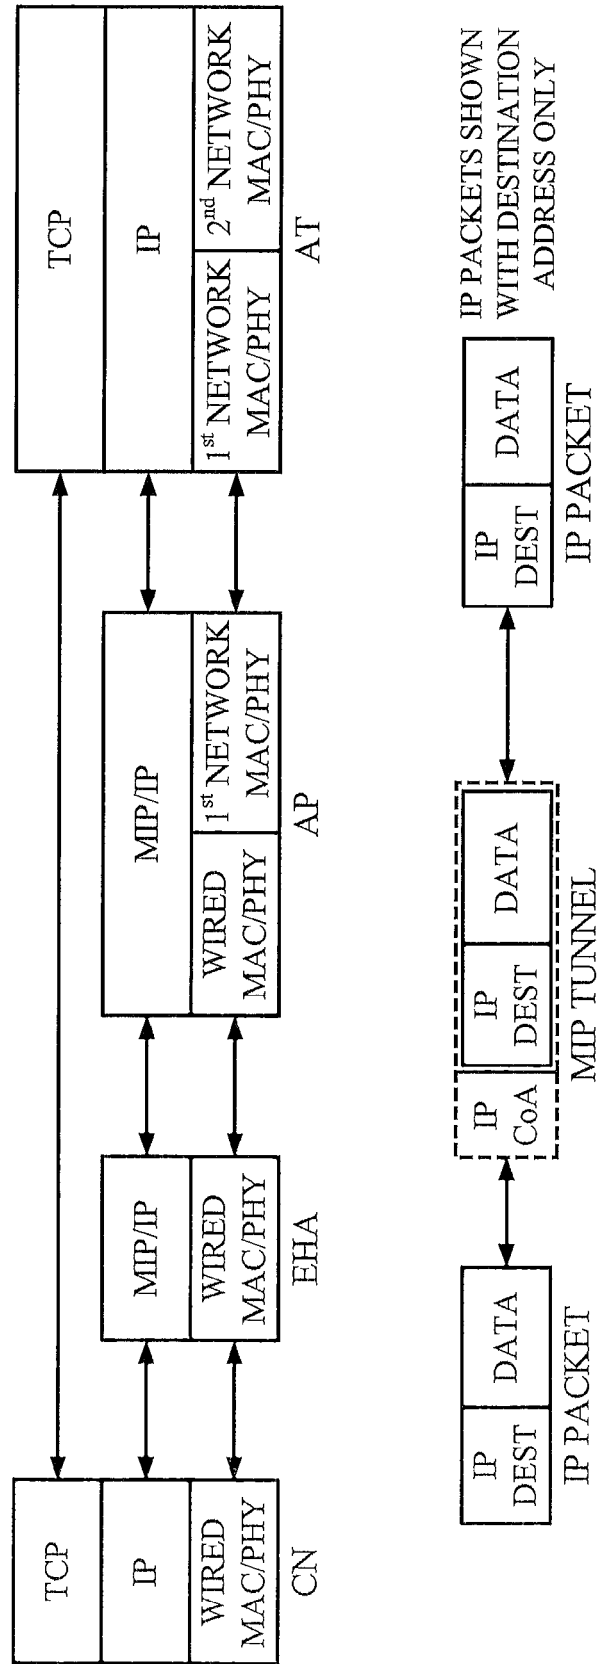 TCP
IP
WIRED
MAC/PHY
CN
MIP/IP
WIRED
MAC/PHY
EHA
MIP/IP
WIRED
MAC/PHY
1st NETWORK
MAC/PHY
AP
TCP
IP
1st NETWORK
MAC/PHY
2nd NETWORK
MAC/PHY
AT
IP
DEST
DATA
IP PACKET
IP
CoA
IP
DEST
DATA
MIP TUNNEL
IP
DEST
DATA
IP PACKET
IP PACKETS SHOWN
WITH DESTINATION
ADDRESS ONLY